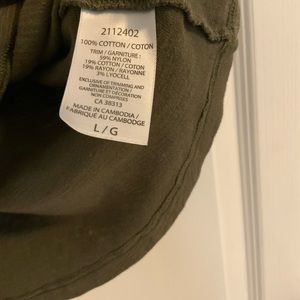 2112402
100% COTTON / COTON
TRIM / GARNITURE :
59% NYLON
19% COTTON / COTON
19% RAYON / RAYONNE
3% LYOCELL
EXCLUSIVE OF TRIMING AND
ORNAMENTATION /
GARNITURE ET DÉCORATION
NON COMPRISES
CA 38313
MADE IN CAMBODIA /
FABRIQUÉ AU CAMBODGE
L / G